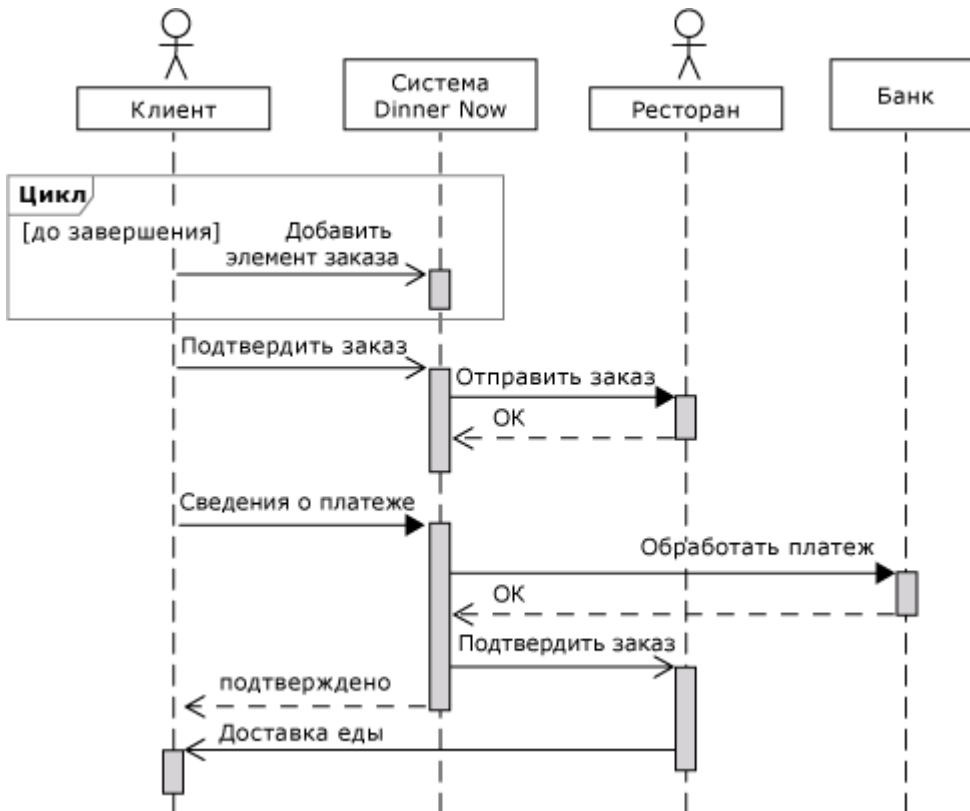 Клиент
Система
Dinner Now
Ресторан
Банк
Цикл
[до завершения]
Добавить
элемент заказа
Подтвердить заказ
Отправить заказ
ОК
Сведения о платеже
Обработать платеж
ОК
Подтвердить заказ
подтверждено
Доставка еды